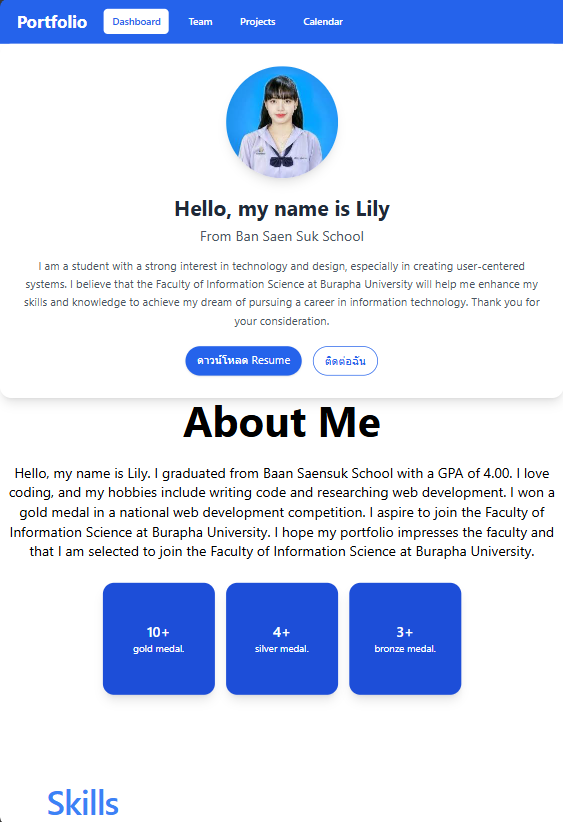 Portfolio Dashboard Team Projects Calendar
Hello, my name is Lily
From Ban Saen Suk School
I am a student with a strong interest in technology and design, especially in creating user-centered
systems. I believe that the Faculty of Information Science at Burapha University will help me enhance my
skills and knowledge to achieve my dream of pursuing a career in information technology. Thank you for
your consideration.
ดาวน์โหลด Resume ติดต่อฉัน
About Me
Hello, my name is Lily. I graduated from Baan Saensuk School with a GPA of 4.00. I love
coding, and my hobbies include writing code and researching web development. I won a
gold medal in a national web development competition. I aspire to join the Faculty of
Information Science at Burapha University. I hope my portfolio impresses the faculty and
that I am selected to join the Faculty of Information Science at Burapha University.
10+ 4+ 3+
gold medal. silver medal. bronze medal.
Skills